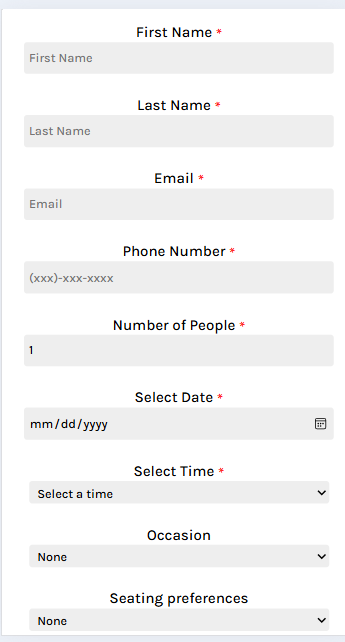 First Name *
First Name
Last Name *
Last Name
Email *
Email
Phone Number *
(xxx)-xxx-xxxx
Number of People *
1
Select Date *
mm/dd/yyyy
Select Time *
Select a time
Occasion
None
Seating preferences
None